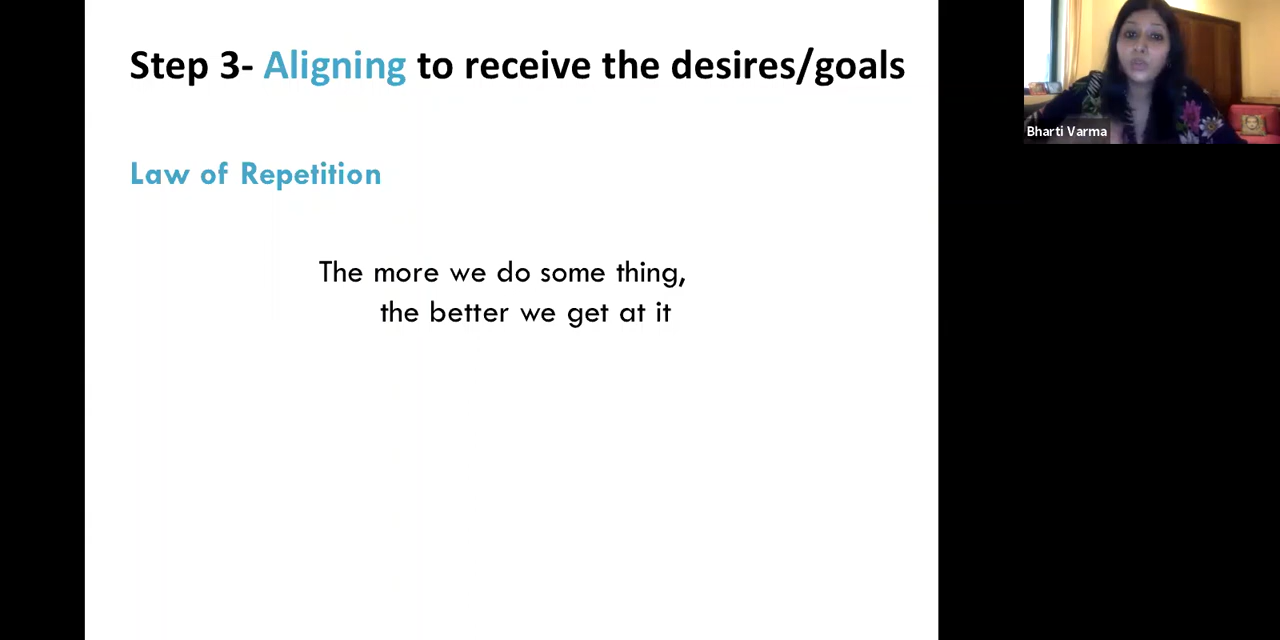 Step 3- Aligning to receive the desires/goals
Bharti Varma
Law of Repetition
The more we do some thing,
the better we get at it